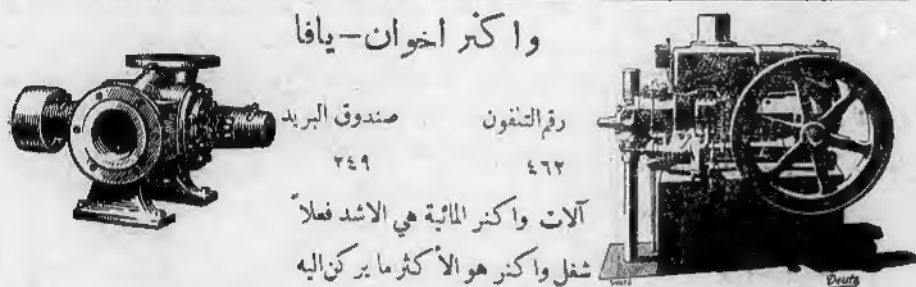 واكنر اخوان - يافا
رقم التلفون صندوق البريد
٤٦٢ ٢٤٩
آلات واكنر المائية هي الاشد فعلاً
شغل واكنر هو الأكثر ما يركن اليه
Deutz
Deutz